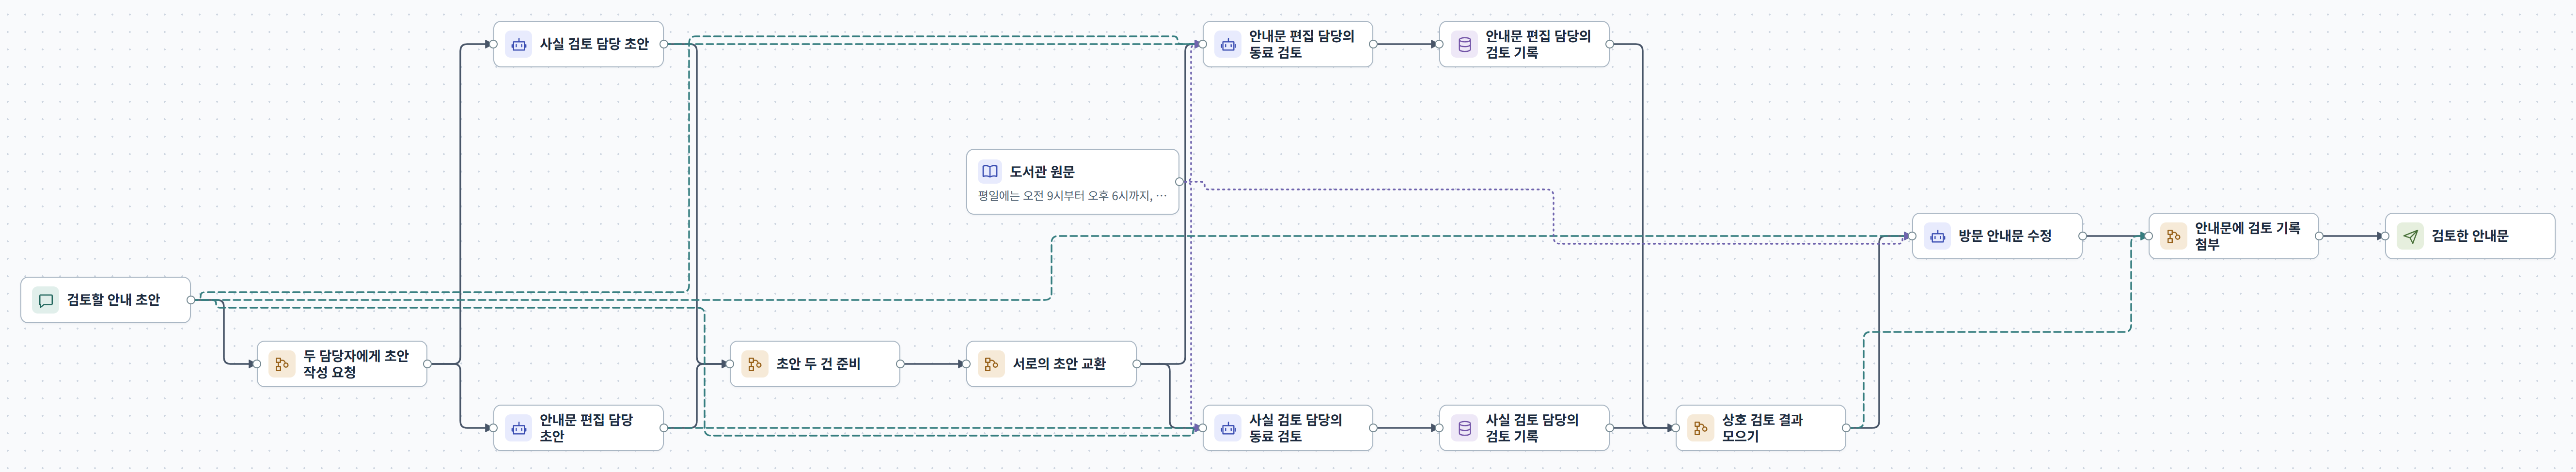 검토할 안내 초안
두 담당자에게 초안
작성 요청
사실 검토 담당 초안
안내문 편집 담당
초안
초안 두 건 준비
도서관 원문
평일에는 오전 9시부터 오후 6시까지, …
서로의 초안 교환
안내문 편집 담당의
동료 검토
사실 검토 담당의
동료 검토
안내문 편집 담당의
검토 기록
사실 검토 담당의
검토 기록
상호 검토 결과
모으기
방문 안내문 수정
안내문에 검토 기록
첨부
검토한 안내문